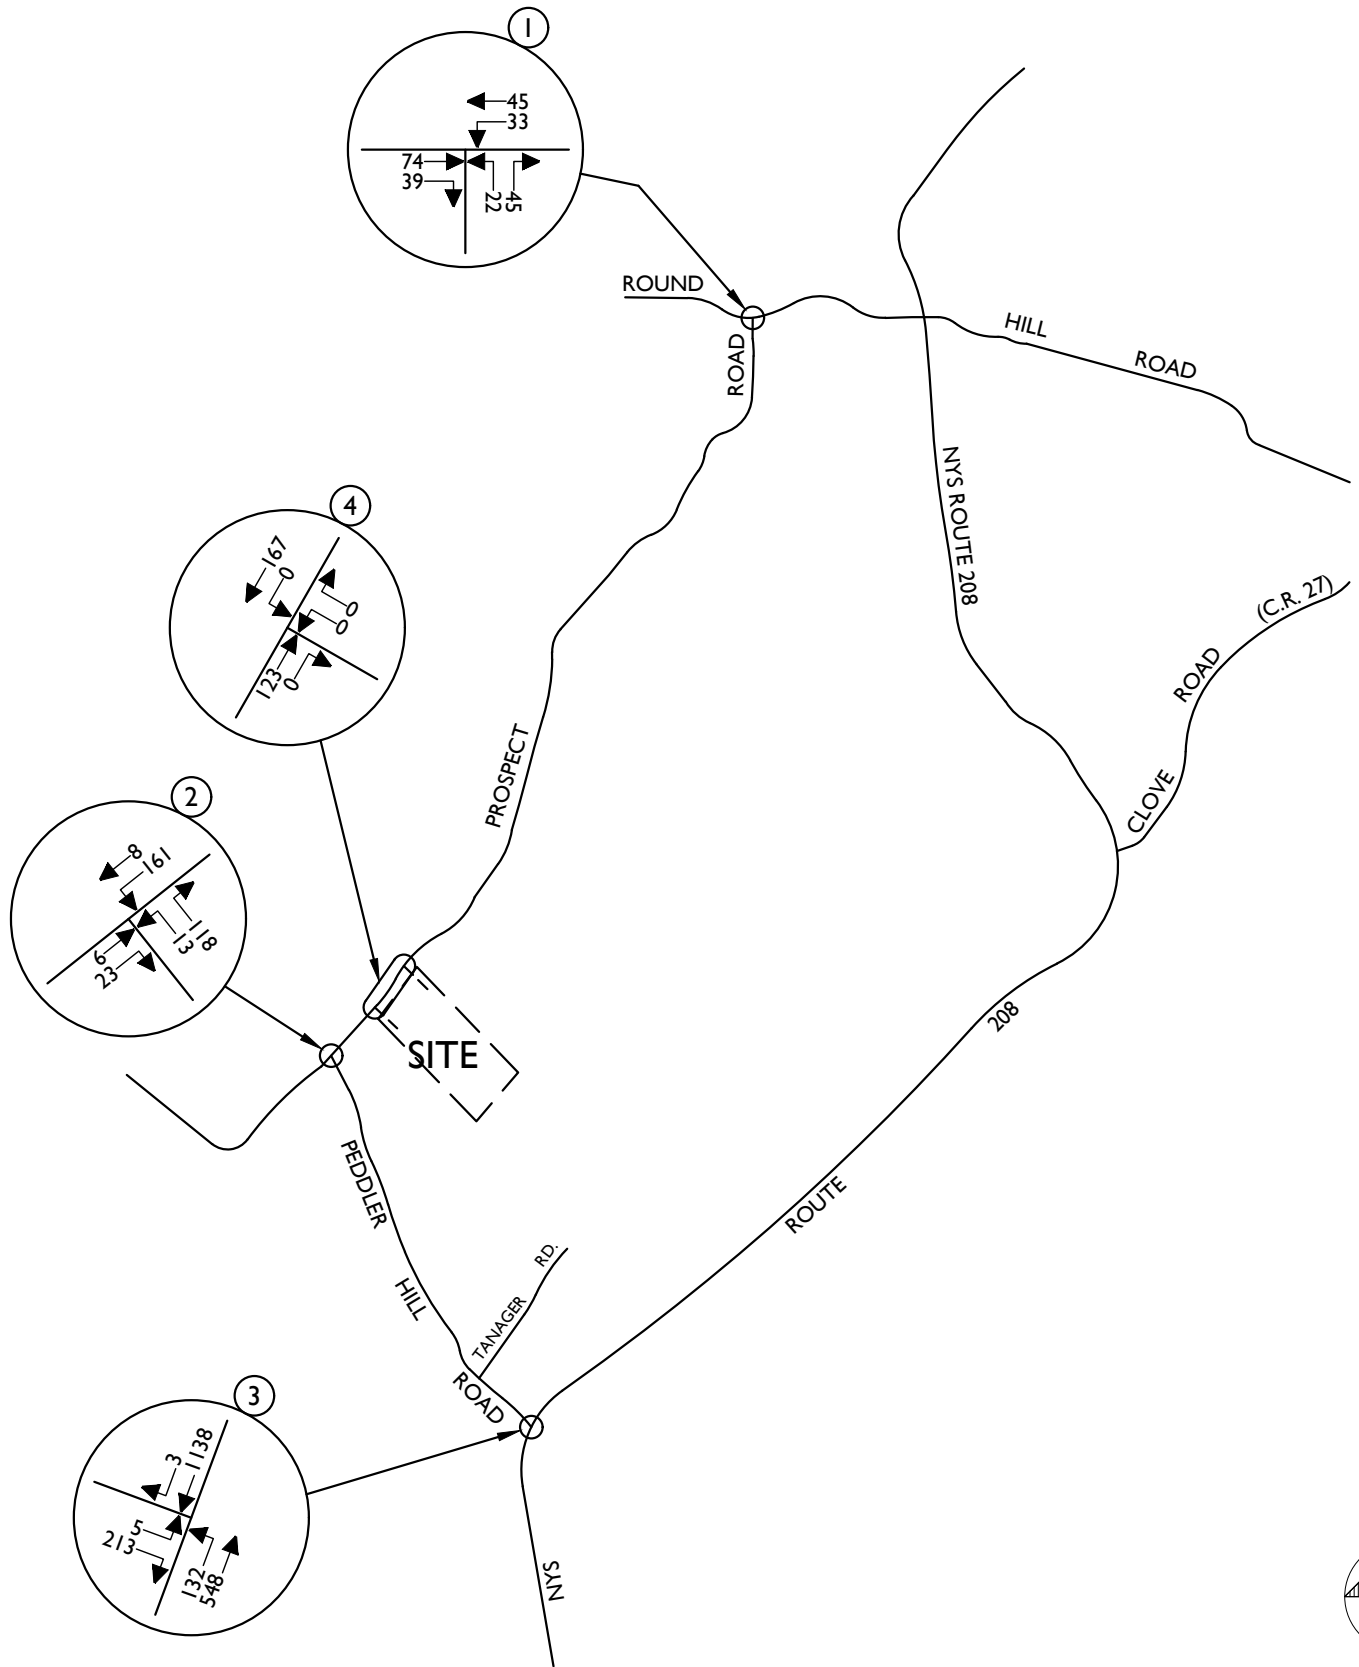 1
45
33
74
39
22
45
ROUND
HILL
ROAD
ROAD
NYS ROUTE 208
4
167
0
0
0
123
0
(C.R. 27)
ROAD
CLOVE
PROSPECT
2
8
161
118
13
6
23
SITE
208
ROUTE
PEDDLER
HILL
ROAD
TANAGER
RD.
3
3
1138
5
213
132
548
NYS